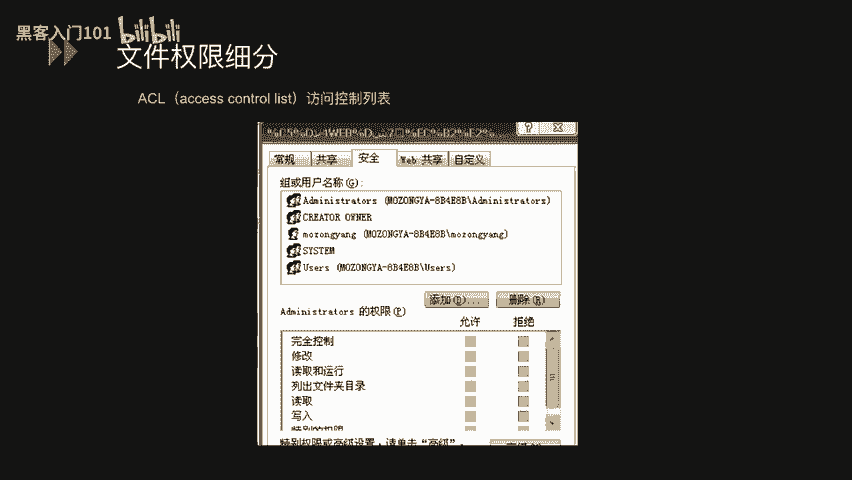 黑客入门101 bilibili
文件权限细分
ACL（access control list）访问控制列表
常规 共享 安全 Web 共享 自定义
组或用户名称(G):
Administrators (MOZONGYA-8B4E8B\Administrators)
CREATOR OWNER
mozongyang (MOZONGYA-8B4E8B\mozongyang)
SYSTEM
Users (MOZONGYA-8B4E8B\Users)
添加(D)... 删除(R)
Administrators 的权限(P)
允许 拒绝
完全控制
修改
读取和运行
列出文件夹目录
读取
写入
特别的权限
特别权限或高级设置，请单击“高级”。